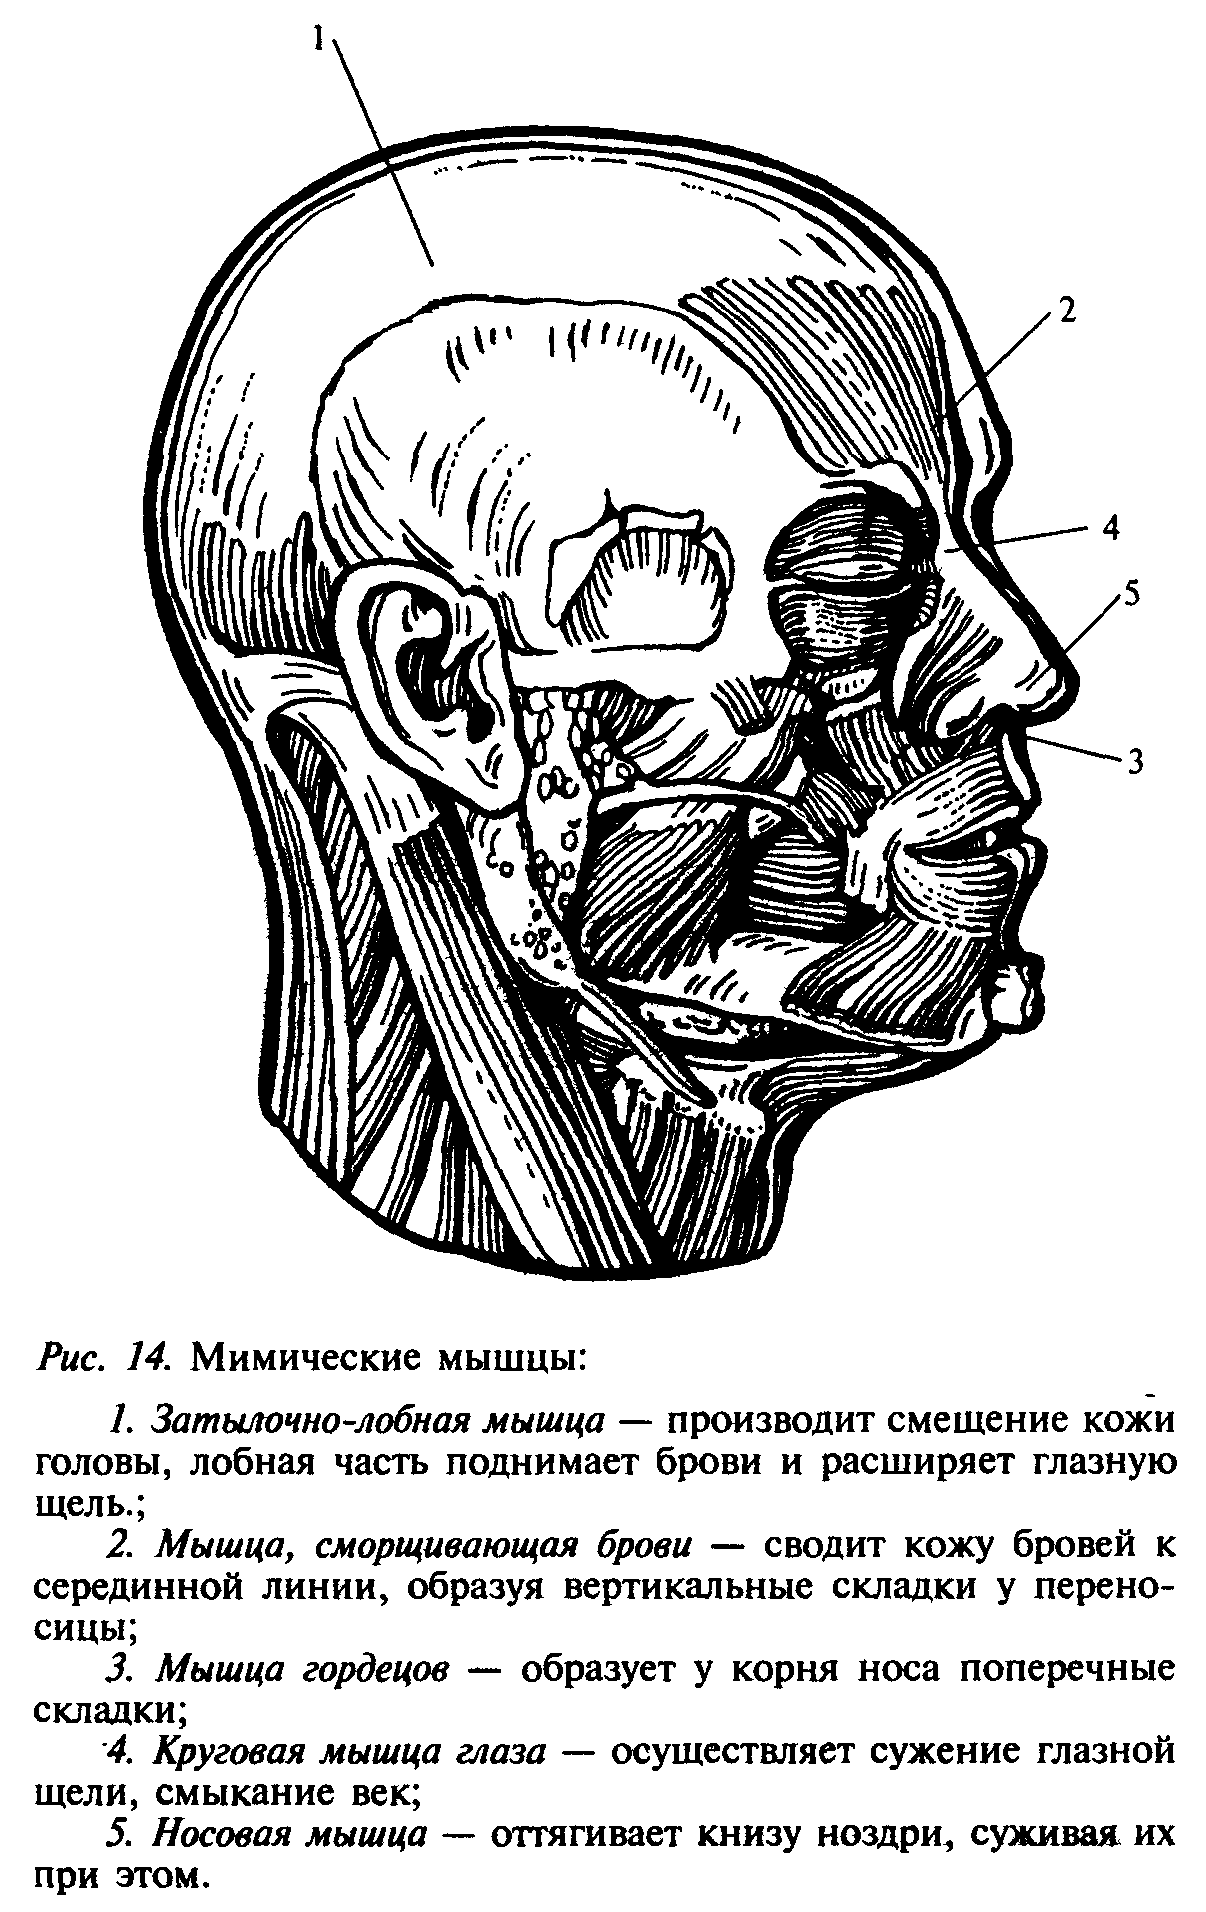 1
2
4
5
3
Рис. 14. Мимические мышцы:
1. Затылочно-лобная мышца — производит смещение кожи
головы, лобная часть поднимает брови и расширяет глазную
щель.;
2. Мышца, сморщивающая брови — сводит кожу бровей к
серединной линии, образуя вертикальные складки у перено-
сицы;
3. Мышца гордецов — образует у корня носа поперечные
складки;
4. Круговая мышца глаза — осуществляет сужение глазной
щели, смыкание век;
5. Носовая мышца — оттягивает книзу ноздри, суживая их
при этом.